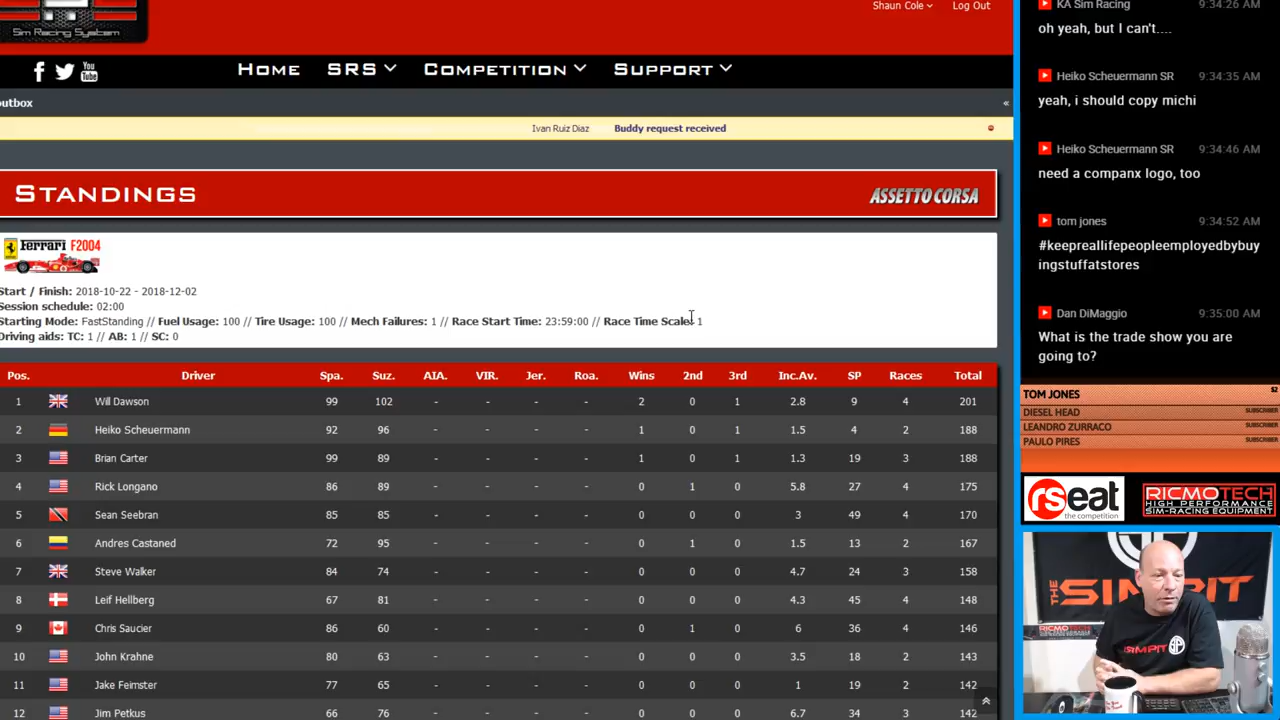 Sim Racing System
Shaun Cole
Log Out
You
Tube
Home
SRS
Competition
Support
outbox
«
Ivan Ruiz Diaz
Buddy request received
Standings
ASSETTO CORSA
Ferrari F2004
Start / Finish: 2018-10-22 - 2018-12-02
Session schedule: 02:00
Starting Mode: FastStanding // Fuel Usage: 100 // Tire Usage: 100 // Mech Failures: 1 // Race Start Time: 23:59:00 // Race Time Scale: 1
Driving aids: TC: 1 // AB: 1 // SC: 0
Pos. Driver Spa. Suz. AIA. VIR. Jer. Roa. Wins 2nd 3rd Inc.Av. SP Races Total
1 Will Dawson 99 102 - - - - 2 0 1 2.8 9 4 201
2 Heiko Scheuermann 92 96 - - - - 1 0 1 1.5 4 2 188
3 Brian Carter 99 89 - - - - 1 0 1 1.3 19 3 188
4 Rick Longano 86 89 - - - - 0 1 0 5.8 27 4 175
5 Sean Seebran 85 85 - - - - 0 0 0 3 49 4 170
6 Andres Castaned 72 95 - - - - 0 1 0 1.5 13 2 167
7 Steve Walker 84 74 - - - - 0 0 0 4.7 24 3 158
8 Leif Hellberg 67 81 - - - - 0 0 0 4.3 45 4 148
9 Chris Saucier 86 60 - - - - 0 1 0 6 36 4 146
10 John Krahne 80 63 - - - - 0 0 0 3.5 18 2 143
11 Jake Feimster 77 65 - - - - 0 0 0 1 19 2 142
12 Jim Petkus 66 76 - - - - 0 0 0 6.7 34 3 142
KA Sim Racing 9:34:26 AM
oh yeah, but I can't....
Heiko Scheuermann SR 9:34:35 AM
yeah, i should copy michi
Heiko Scheuermann SR 9:34:46 AM
need a companx logo, too
tom jones 9:34:52 AM
#keepreallifepeopleemployedbybuy
ingstuffatstores
Dan DiMaggio 9:35:00 AM
What is the trade show you are
going to?
TOM JONES $2
DIESEL HEAD SUBSCRIBER
LEANDRO ZURRACO SUBSCRIBER
PAULO PIRES SUBSCRIBER
rseat
the competition
RICMOTECH
HIGH PERFORMANCE
SIM-RACING EQUIPMENT
THE SIMPIT
RICMOTECH
SIMPIT